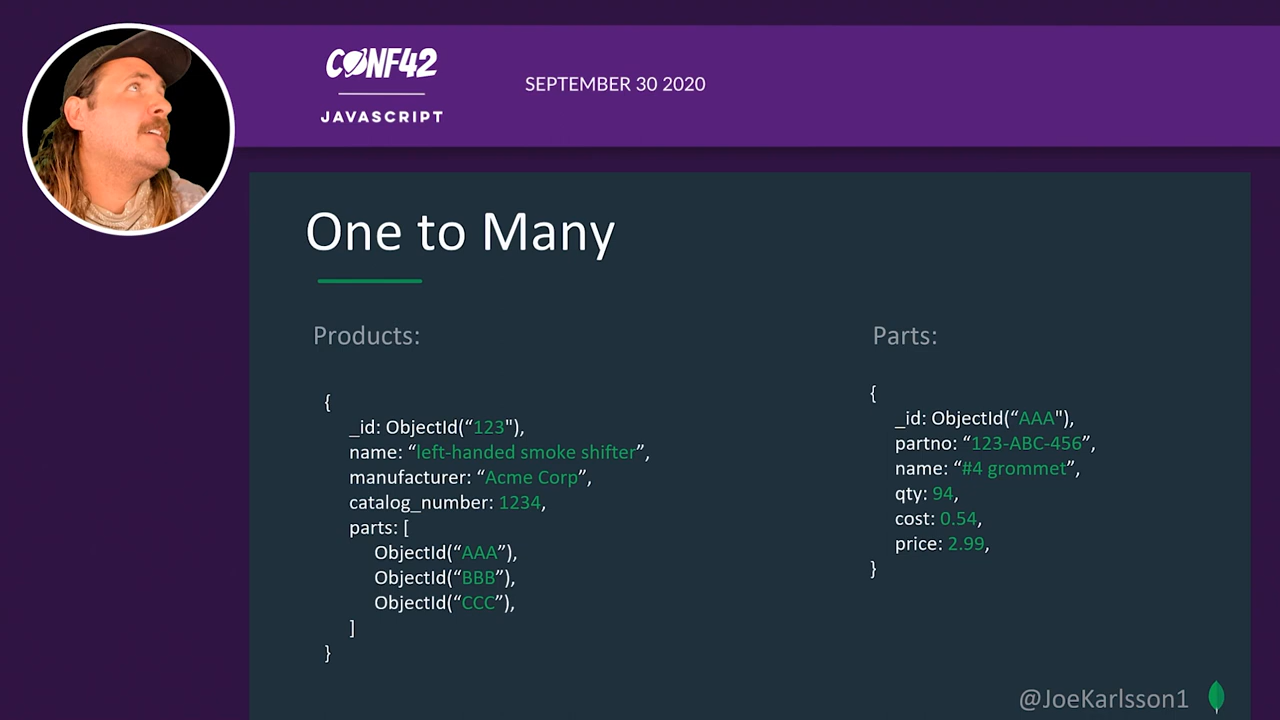 CONF42
JAVASCRIPT
SEPTEMBER 30 2020
One to Many
Products:
{
_id: ObjectId(“123"),
name: “left-handed smoke shifter”,
manufacturer: “Acme Corp”,
catalog_number: 1234,
parts: [
ObjectId(“AAA”),
ObjectId(“BBB”),
ObjectId(“CCC”),
]
}
Parts:
{
_id: ObjectId(“AAA"),
partno: “123-ABC-456”,
name: “#4 grommet”,
qty: 94,
cost: 0.54,
price: 2.99,
}
@JoeKarlsson1